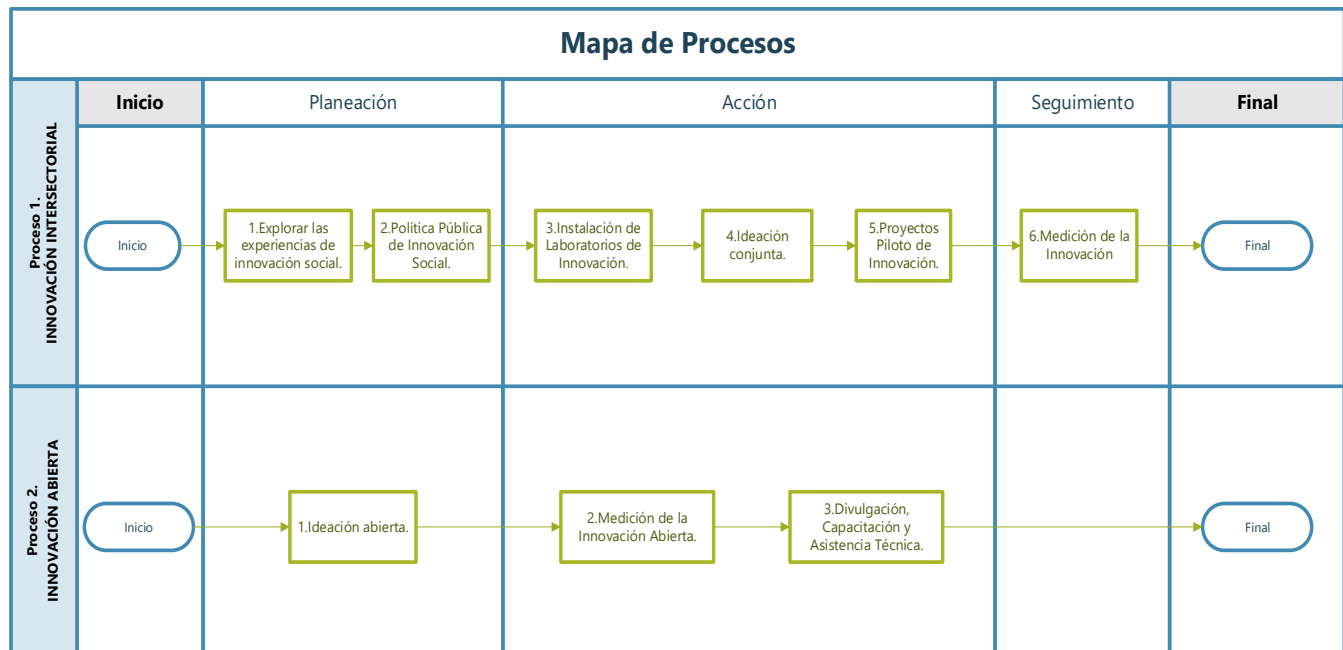 Mapa de Procesos
Inicio
Planeación
Acción
Seguimiento
Final
Proceso 1.
INNOVACIÓN INTERSECTORIAL
Inicio
1.Explorar las
experiencias de
innovación social.
2.Política Pública
de Innovación
Social.
3.Instalación de
Laboratorios de
Innovación.
4.Ideación
conjunta.
5.Proyectos
Piloto de
Innovación.
6.Medición de la
Innovación
Final
Proceso 2.
INNOVACIÓN ABIERTA
Inicio
1.Ideación abierta.
2.Medición de la
Innovación Abierta.
3.Divulgación,
Capacitación y
Asistencia Técnica.
Final